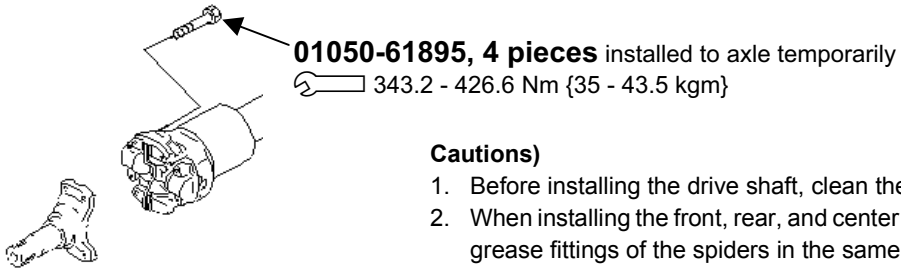 01050-61895, 4 pieces installed to axle temporarily
343.2 - 426.6 Nm {35 - 43.5 kgm}
Cautions)
1. Before installing the drive shaft, clean the
2. When installing the front, rear, and center
grease fittings of the spiders in the same